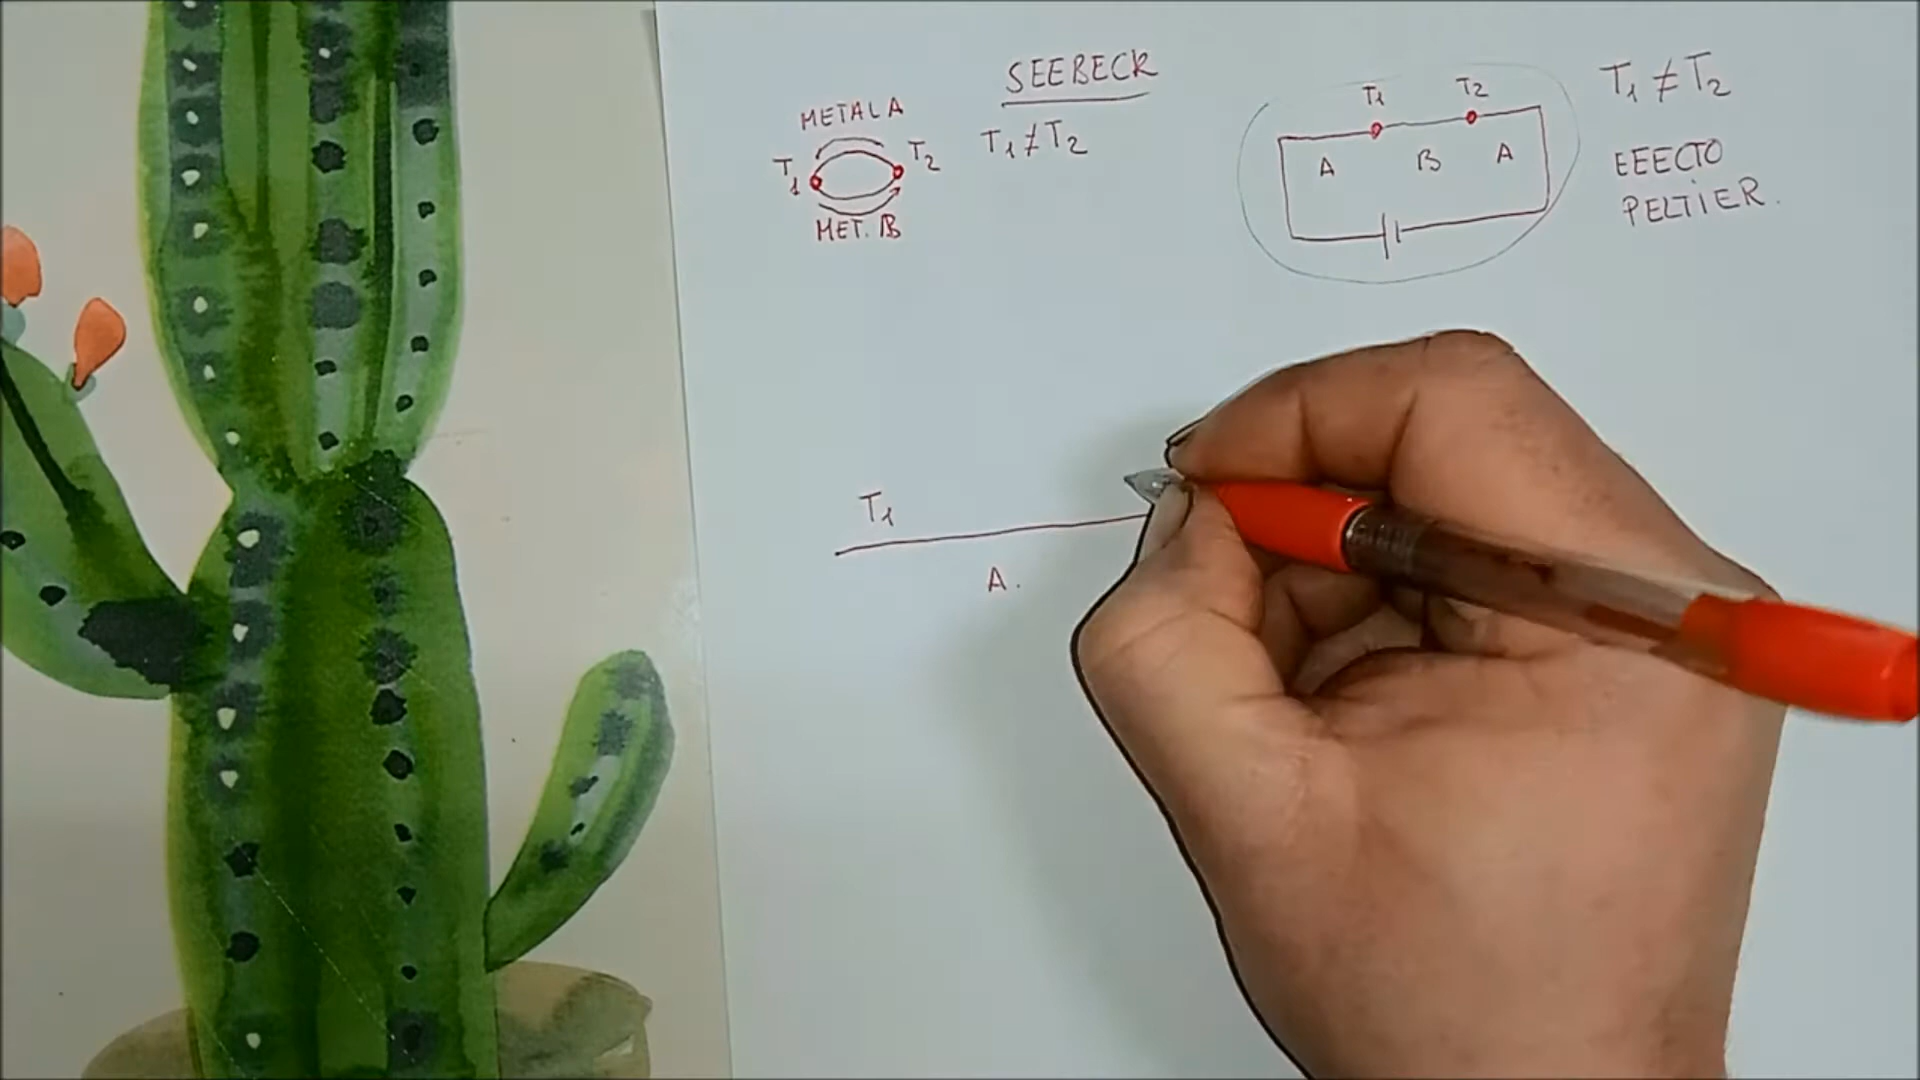 SEEBECK
METAL A
T1 T2
T1 ≠ T2
MET. B
T1 T2
A B A
T1 ≠ T2
EFECTO
PELTIER.
T1
A.